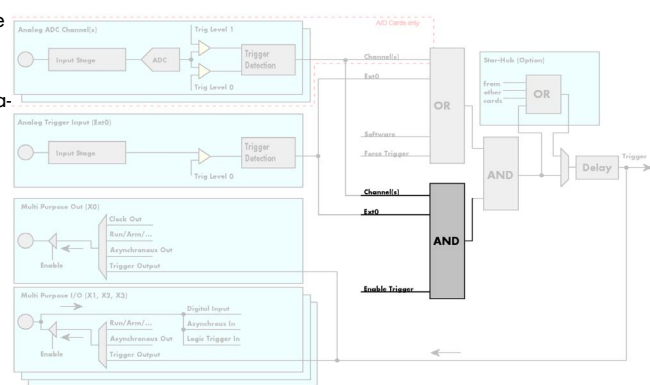 e
a-
A/D Cards only
Analog ADC Channel(s)
Trig Level 1
Input Stage
ADC
Trigger
Detection
Trig Level 0
Channel(s)
Ext0
OR
Software
Force Trigger
Star-Hub (Option)
from
other
cards
OR
Analog Trigger Input (Ext0)
Input Stage
Trigger
Detection
Trig Level 0
AND
Delay
Trigger
Channel(s)
Ext0
AND
Enable Trigger
Multi Purpose Out (X0)
Clock Out
Run/Arm/...
Asynchronous Out
Trigger Output
Enable
Multi Purpose I/O (X1, X2, X3)
Digital Input
Run/Arm/...
Asynchrous In
Asynchronous Out
Logic Trigger In
Trigger Output
Enable